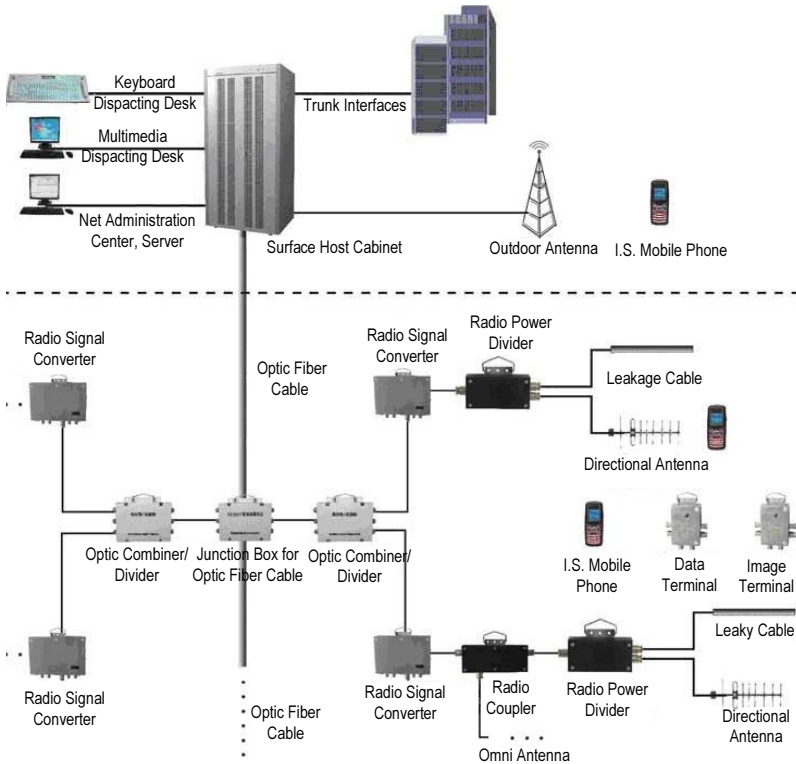 Keyboard
Dispacting Desk
Trunk Interfaces
Multimedia
Dispacting Desk
Net Administration
Center, Server
Surface Host Cabinet
Outdoor Antenna
I.S. Mobile Phone
Radio Signal
Converter
Optic Fiber
Cable
Radio Signal
Converter
Radio Power
Divider
Leakage Cable
Directional Antenna
Optic Combiner/
Divider
Junction Box for
Optic Fiber Cable
Optic Combiner/
Divider
I.S. Mobile
Phone
Data
Terminal
Image
Terminal
Leaky Cable
Radio Signal
Converter
Optic Fiber
Cable
Radio Signal
Converter
Radio
Coupler
Radio Power
Divider
Directional
Antenna
Omni Antenna